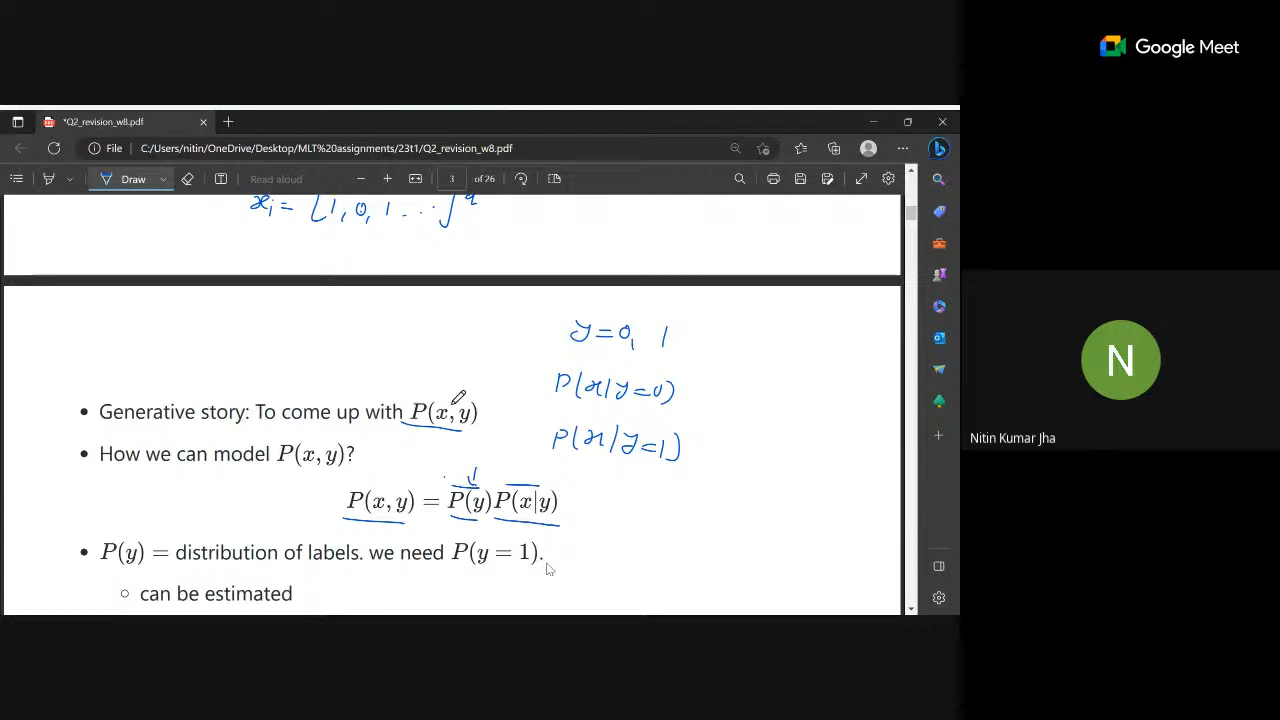 Google Meet
*Q2_revision_w8.pdf
File C:/Users/nitin/OneDrive/Desktop/MLT%20assignments/23t1/Q2_revision_w8.pdf
Draw Read aloud 3 of 26
xi = [1, 0, 1 ...]
y = 0, 1
P(x|y=0)
• Generative story: To come up with P(x, y)
P(x|y=1)
• How we can model P(x, y)?
1
P(x, y) = P(y)P(x|y)
• P(y) = distribution of labels. we need P(y = 1).
○ can be estimated
N
Nitin Kumar Jha